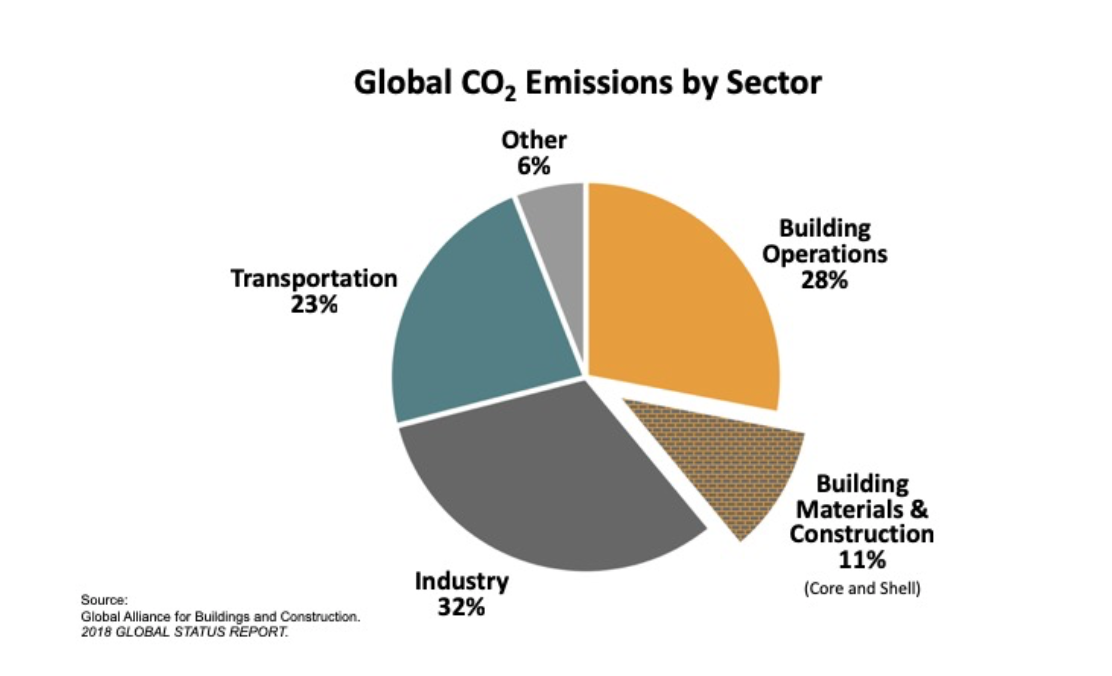 Global CO₂ Emissions by Sector
Other
6%
Building
Operations
28%
Transportation
23%
Building
Materials &
Construction
11%
(Core and Shell)
Industry
32%
Source:
Global Alliance for Buildings and Construction.
2018 GLOBAL STATUS REPORT.